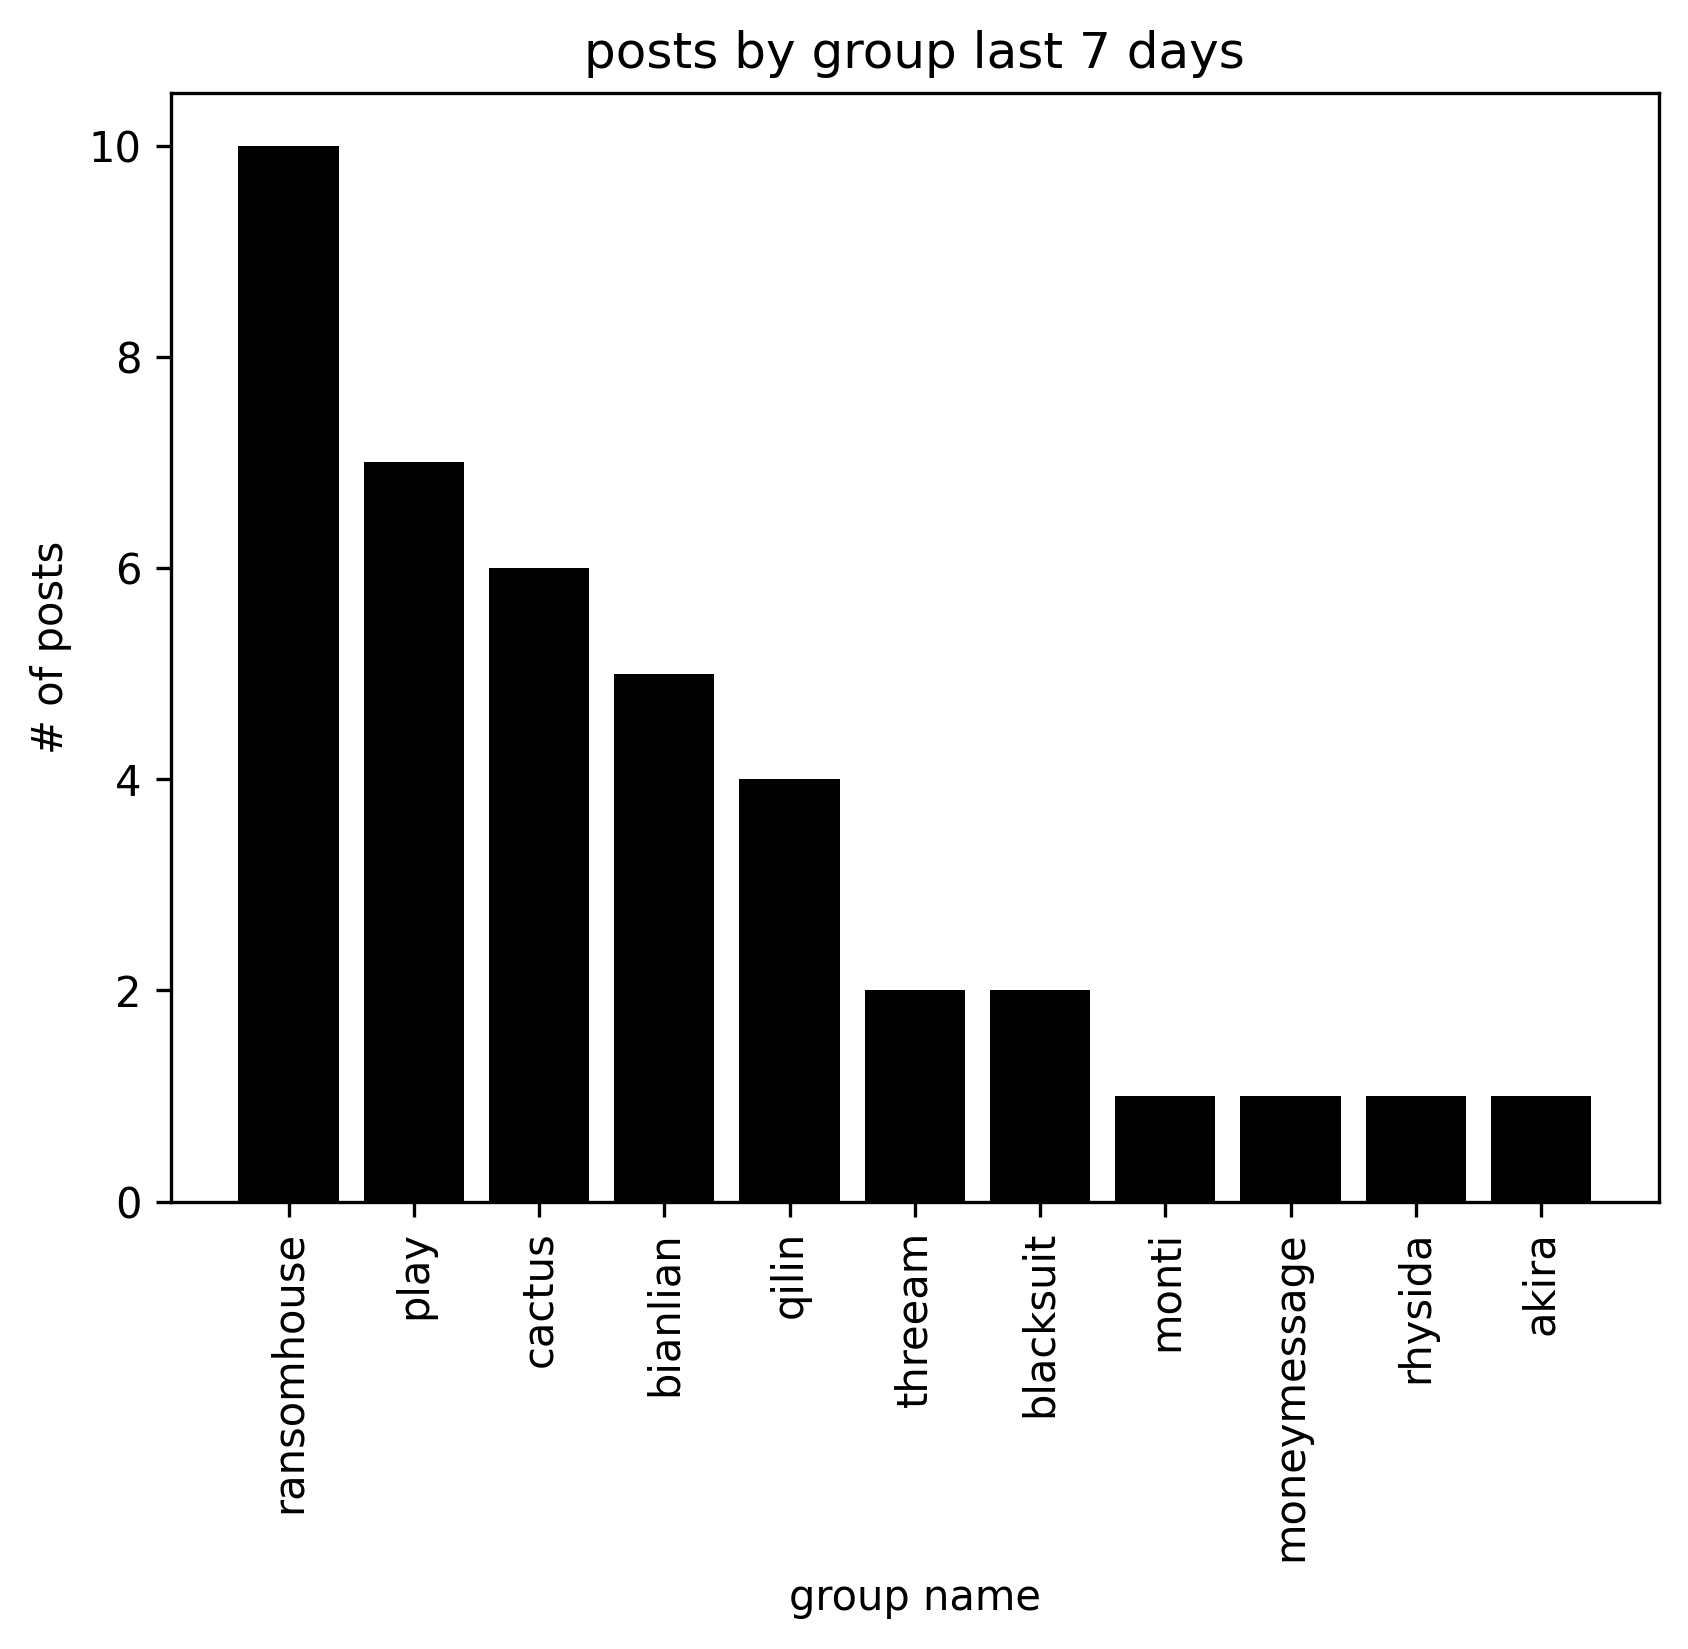 posts by group last 7 days
# of posts
10
8
6
4
2
0
ransomhouse
play
cactus
bianlian
qilin
threeam
blacksuit
monti
moneymessage
rhysida
akira
group name